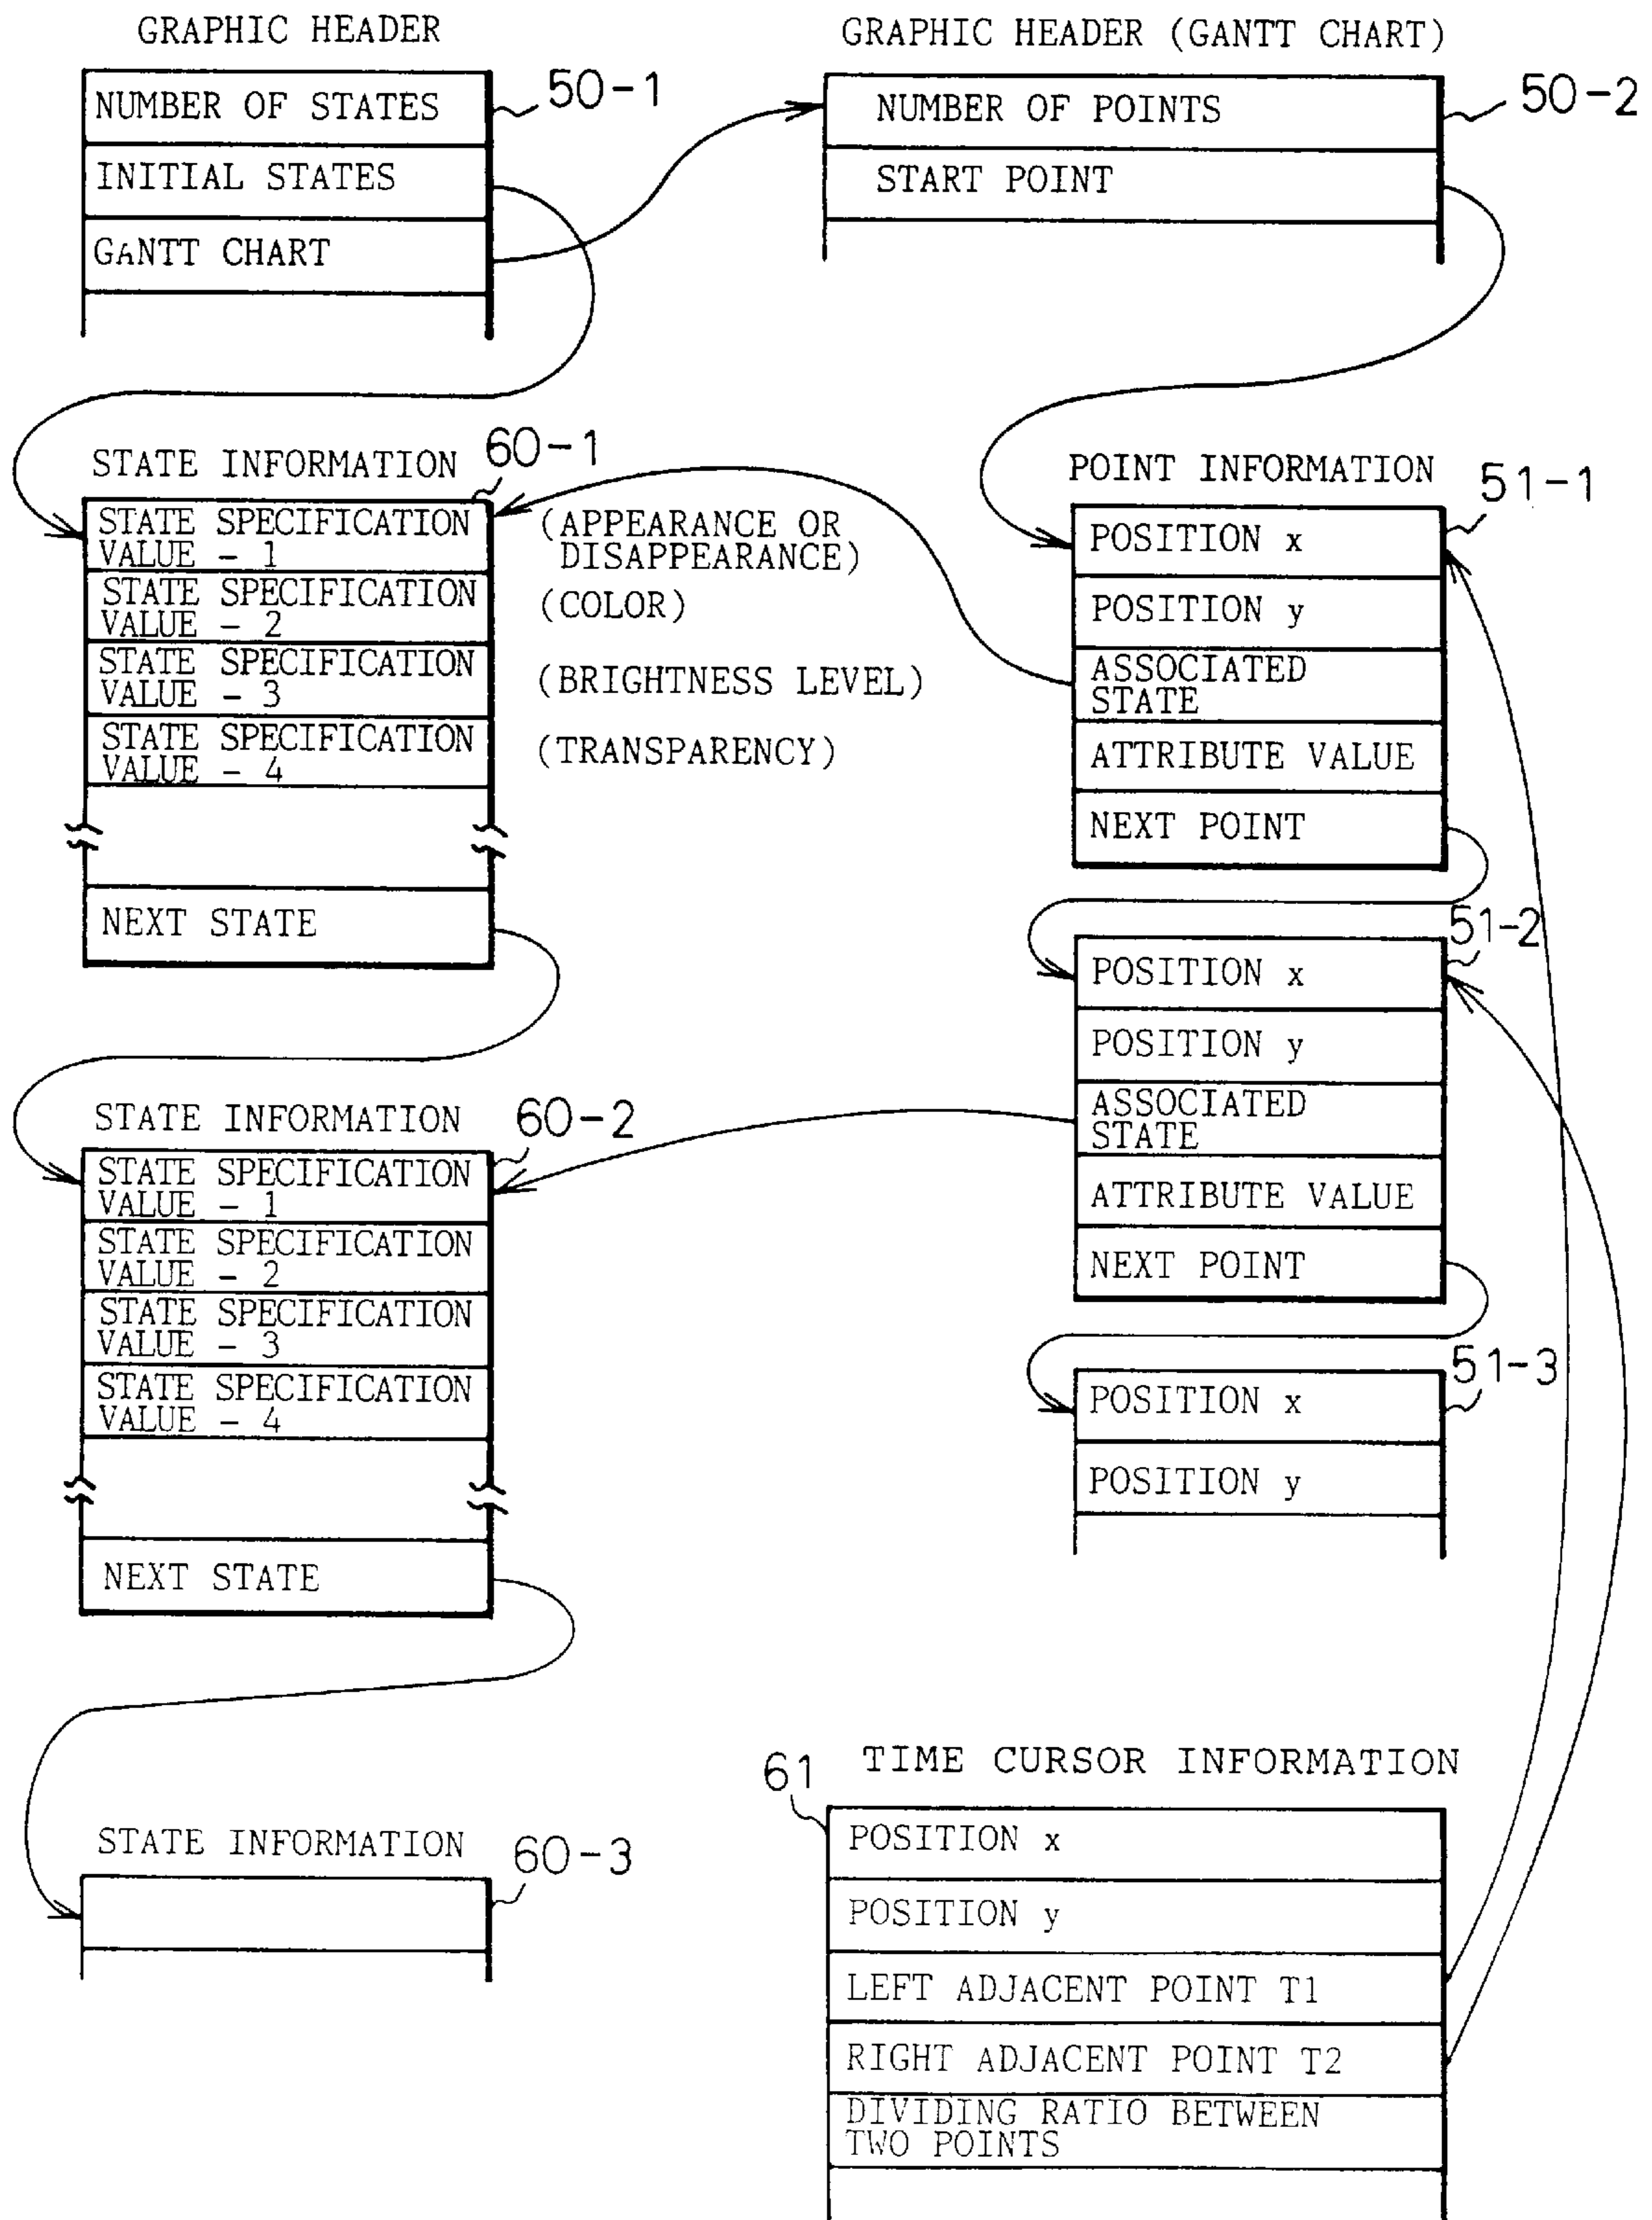 GRAPHIC HEADER
NUMBER OF STATES
50-1
INITIAL STATES
GANTT CHART
GRAPHIC HEADER (GANTT CHART)
NUMBER OF POINTS
50-2
START POINT
STATE INFORMATION
60-1
STATE SPECIFICATION
VALUE - 1
(APPEARANCE OR
DISAPPEARANCE)
STATE SPECIFICATION
VALUE - 2
(COLOR)
STATE SPECIFICATION
VALUE - 3
(BRIGHTNESS LEVEL)
STATE SPECIFICATION
VALUE - 4
(TRANSPARENCY)
NEXT STATE
POINT INFORMATION
51-1
POSITION x
POSITION y
ASSOCIATED
STATE
ATTRIBUTE VALUE
NEXT POINT
51-2
POSITION x
POSITION y
ASSOCIATED
STATE
ATTRIBUTE VALUE
NEXT POINT
51-3
POSITION x
POSITION y
STATE INFORMATION
60-2
STATE SPECIFICATION
VALUE - 1
STATE SPECIFICATION
VALUE - 2
STATE SPECIFICATION
VALUE - 3
STATE SPECIFICATION
VALUE - 4
NEXT STATE
STATE INFORMATION
60-3
61
TIME CURSOR INFORMATION
POSITION x
POSITION y
LEFT ADJACENT POINT T1
RIGHT ADJACENT POINT T2
DIVIDING RATIO BETWEEN
TWO POINTS